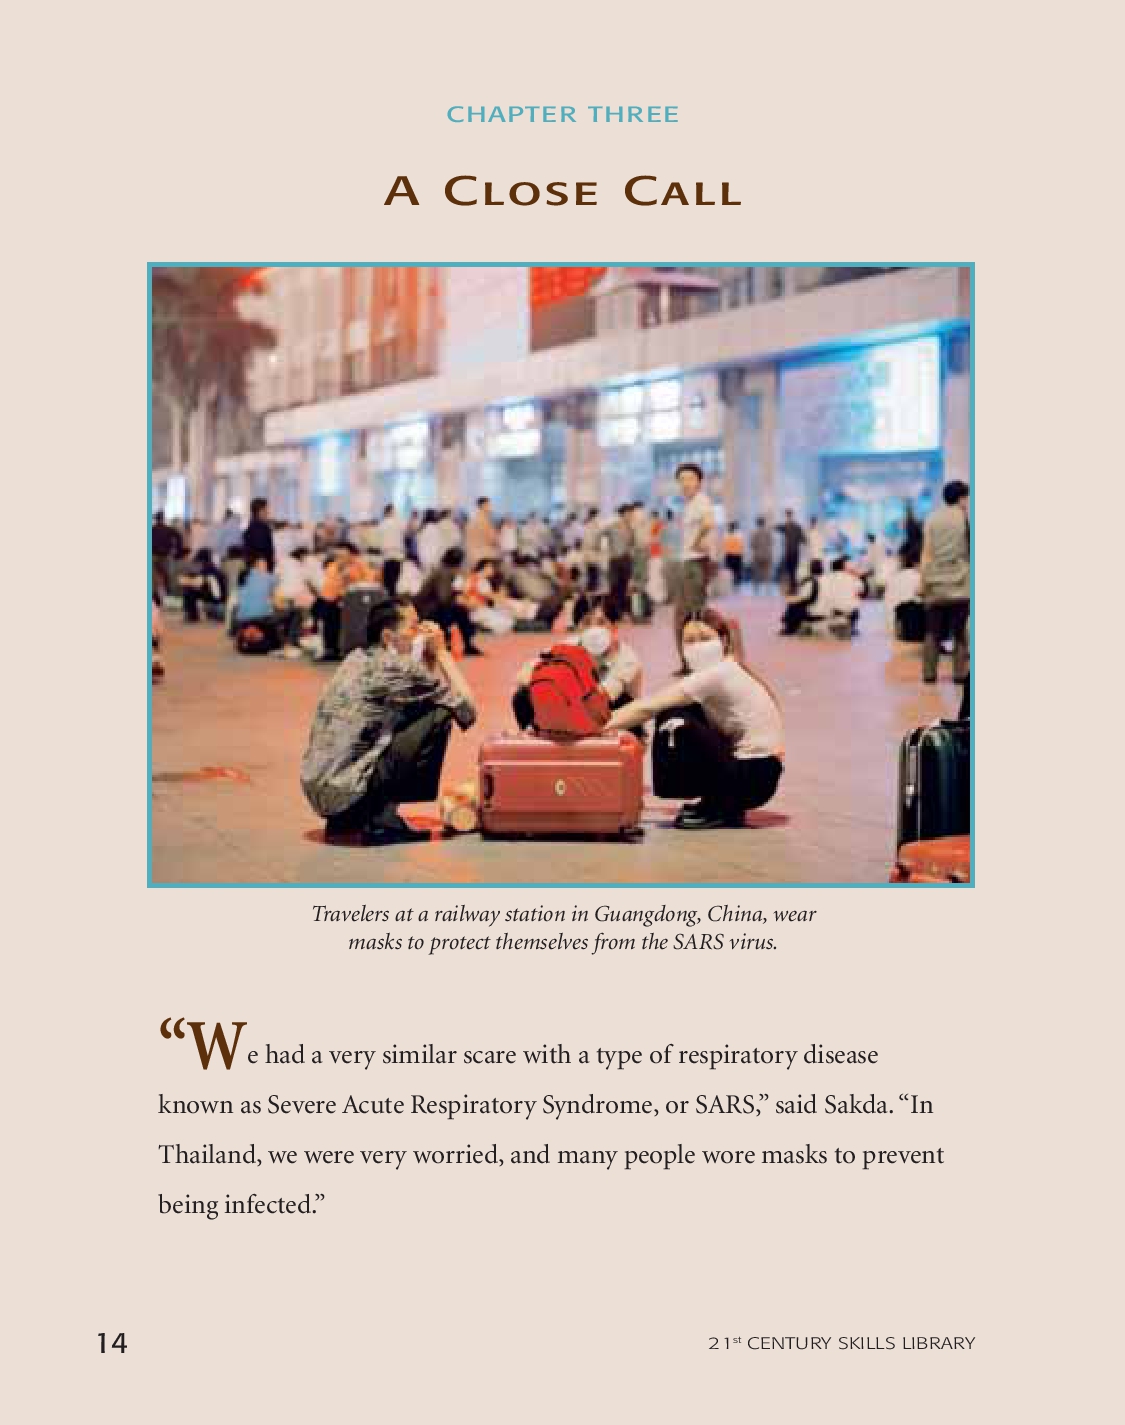 CHAPTER THREE
A CLOSE CALL
Travelers at a railway station in Guangdong, China, wear
masks to protect themselves from the SARS virus.
“We had a very similar scare with a type of respiratory disease
known as Severe Acute Respiratory Syndrome, or SARS,” said Sakda. “In
Thailand, we were very worried, and many people wore masks to prevent
being infected.”
14
21st CENTURY SKILLS LIBRARY